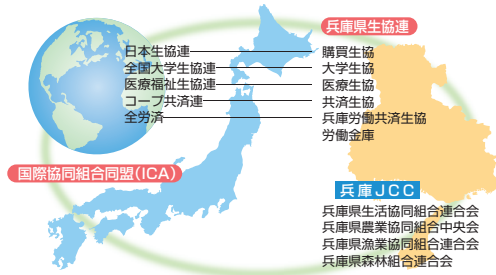 兵庫県生協連
日本生協連 購買生協
全国大学生協連 大学生協
医療福祉生協連 医療生協
コープ共済連 共済生協
全労済 兵庫労働共済生協
労働金庫
国際協同組合同盟(ICA)
兵庫JCC
兵庫県生活協同組合連合会
兵庫県農業協同組合中央会
兵庫県漁業協同組合連合会
兵庫県森林組合連合会